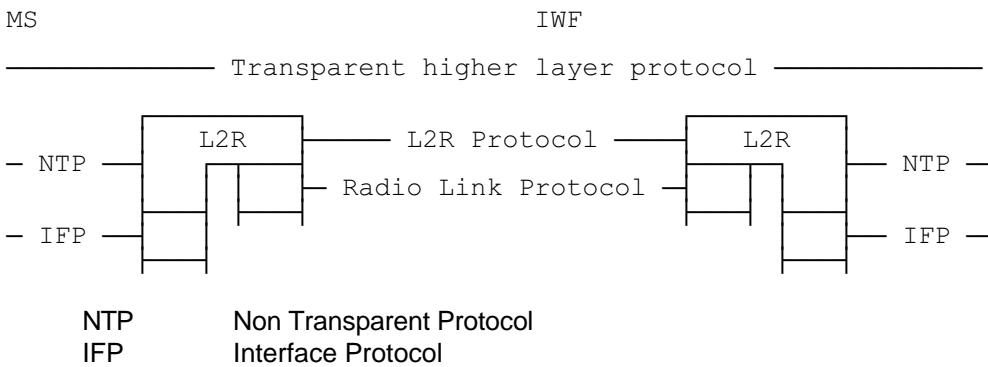 MS IWF
Transparent higher layer protocol
L2R L2R Protocol L2R
NTP NTP
Radio Link Protocol
IFP IFP
NTP Non Transparent Protocol
IFP Interface Protocol